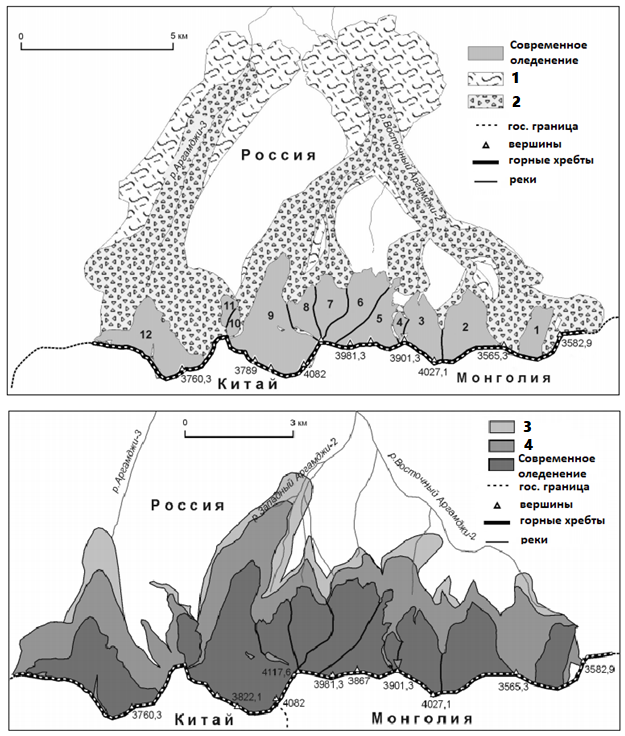 0
5 км
Современное
оледенение
1
2
гос. граница
вершины
горные хребты
реки
р.Аргамджи-3
р.Восточный Аргамджи-2
Россия
11
10
9
8
7
6
5
4
3
2
1
12
3760,3
3789
4082
3981,3
3901,3
4027,1
3565,3
3582,9
Китай
Монголия
0
3 км
3
4
Современное
оледенение
гос. граница
вершины
горные хребты
реки
р.Аргамджи-3
р.Западный Аргамджи-2
р.Восточный Аргамджи-2
Россия
4117,6
3822,1
4082
3981,3
3867
3901,3
4027,1
3565,3
3582,9
3760,3
Китай
Монголия